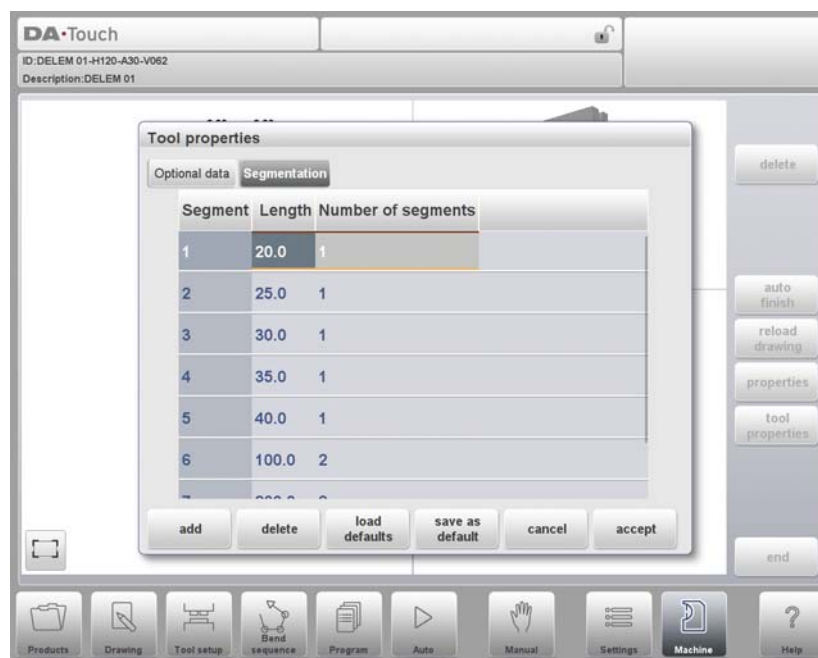 DA•Touch
ID:DELEM 01-H120-A30-V062
Description:DELEM 01
Tool properties
Optional data Segmentation
Segment Length Number of segments
1 20.0 1
2 25.0 1
3 30.0 1
4 35.0 1
5 40.0 1
6 100.0 2
add delete load defaults save as default cancel accept
delete
auto
finish
reload
drawing
properties
tool
properties
end
Products Drawing Tool setup Bend sequence Program Auto Manual Settings Machine Help